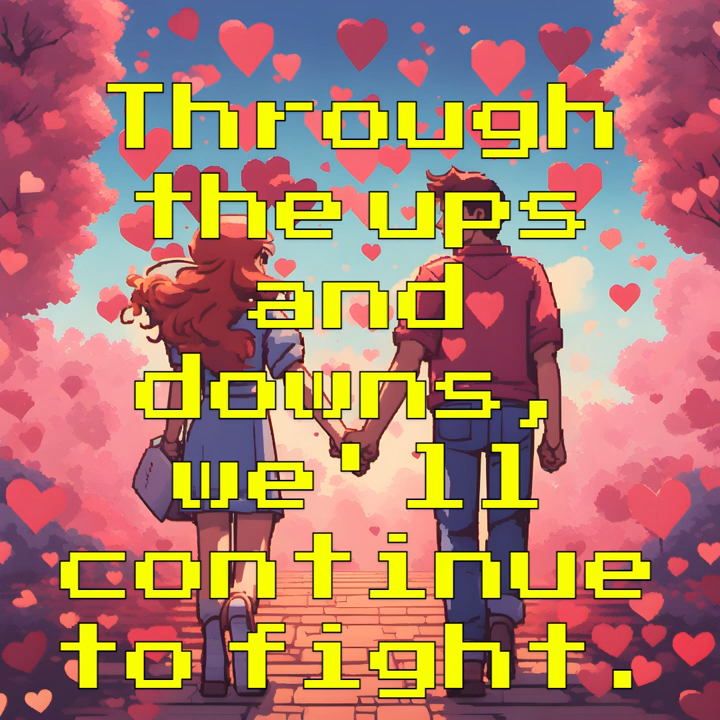 Through
the ups
and
downs,
we'll
continue
to fight.